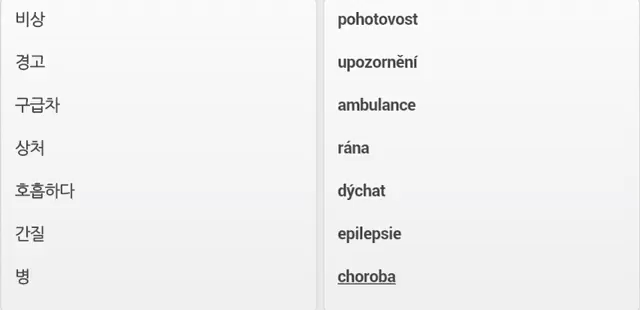 비상 pohotovost
경고 upozornění
구급차 ambulance
상처 rána
호흡하다 dýchat
간질 epilepsie
병 choroba